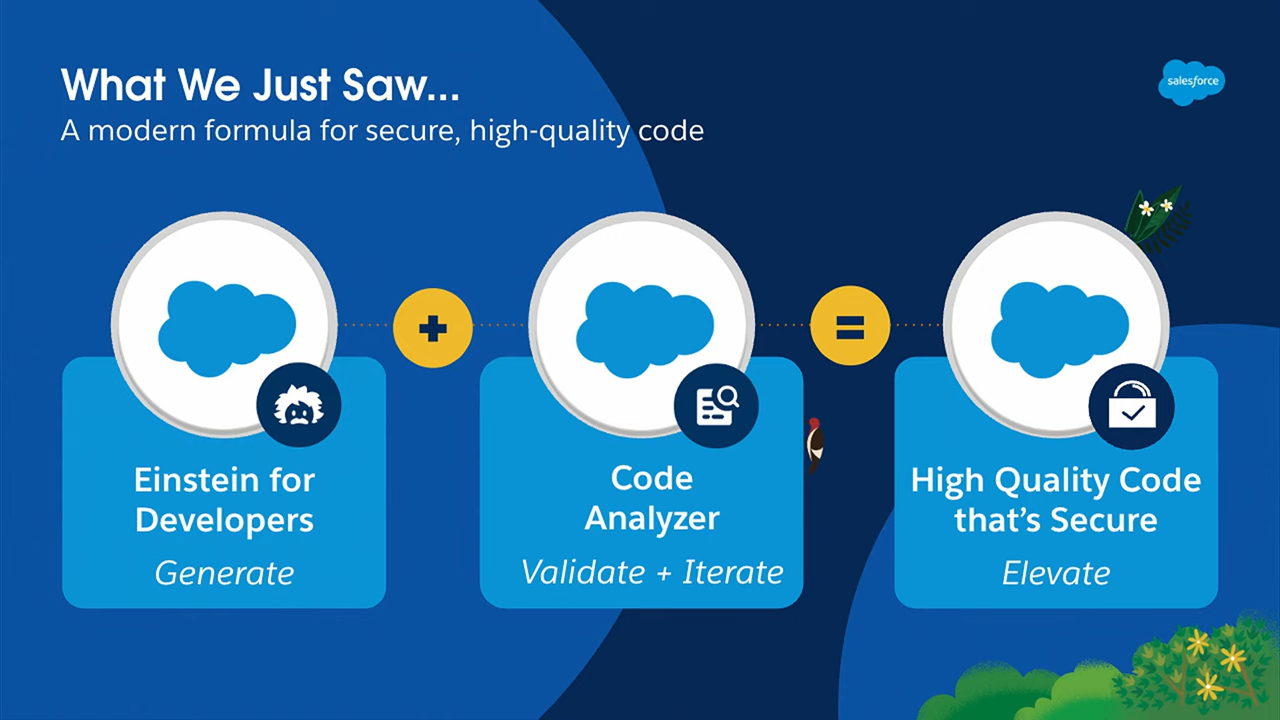 What We Just Saw...
A modern formula for secure, high-quality code
salesforce
+
=
Einstein for
Developers
Generate
Code
Analyzer
Validate + Iterate
High Quality Code
that's Secure
Elevate